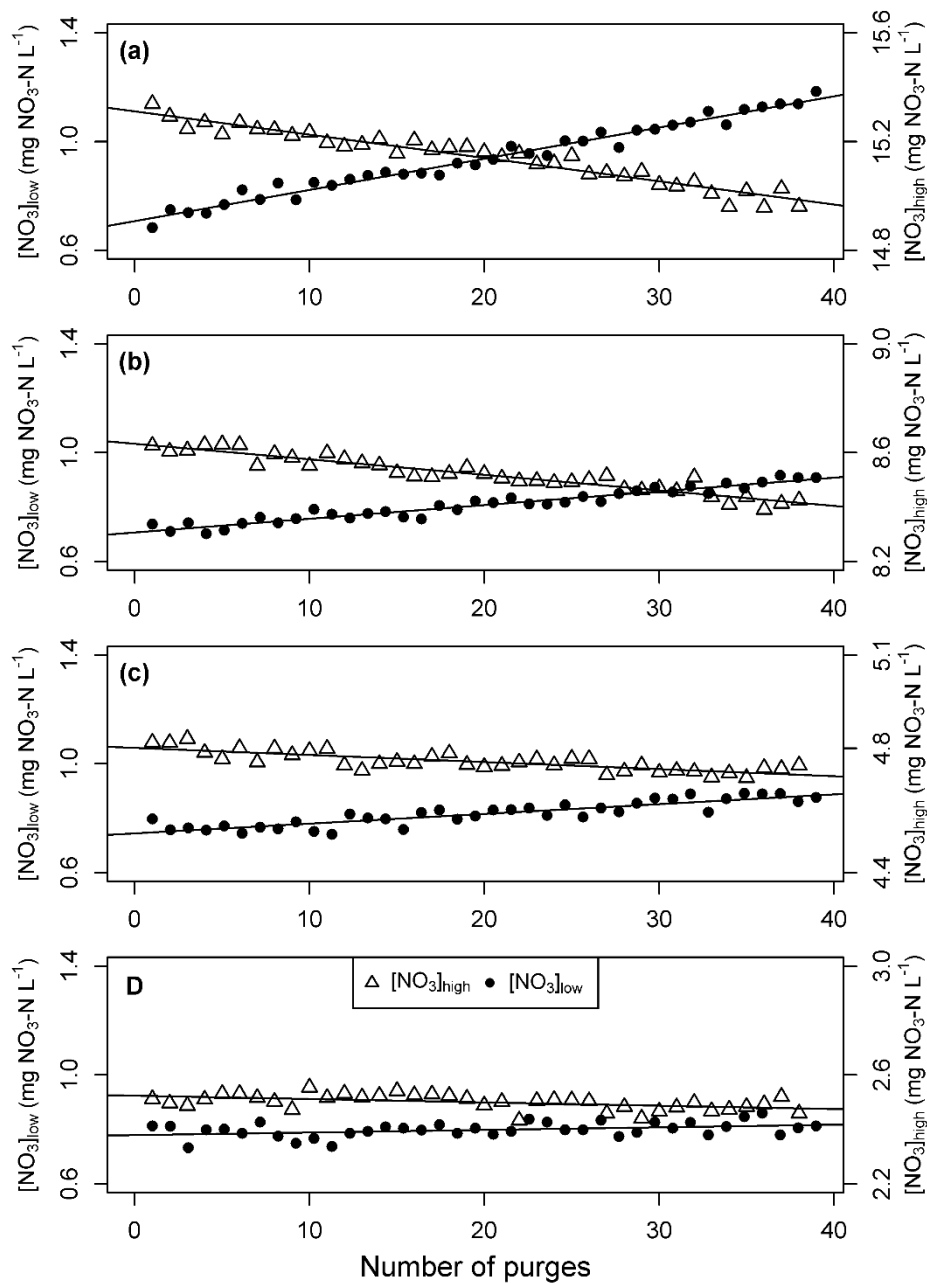 (a)
[NO₃]low (mg NO₃-N L⁻¹)
0.6 1.0 1.4
14.8 15.2 15.6
[NO₃]high (mg NO₃-N L⁻¹)
0 10 20 30 40
(b)
[NO₃]low (mg NO₃-N L⁻¹)
0.6 1.0 1.4
8.2 8.6 9.0
[NO₃]high (mg NO₃-N L⁻¹)
0 10 20 30 40
(c)
[NO₃]low (mg NO₃-N L⁻¹)
0.6 1.0 1.4
4.4 4.8 5.1
[NO₃]high (mg NO₃-N L⁻¹)
0 10 20 30 40
D
[NO₃]high [NO₃]low
[NO₃]low (mg NO₃-N L⁻¹)
0.6 1.0 1.4
2.2 2.6 3.0
[NO₃]high (mg NO₃-N L⁻¹)
0 10 20 30 40
Number of purges